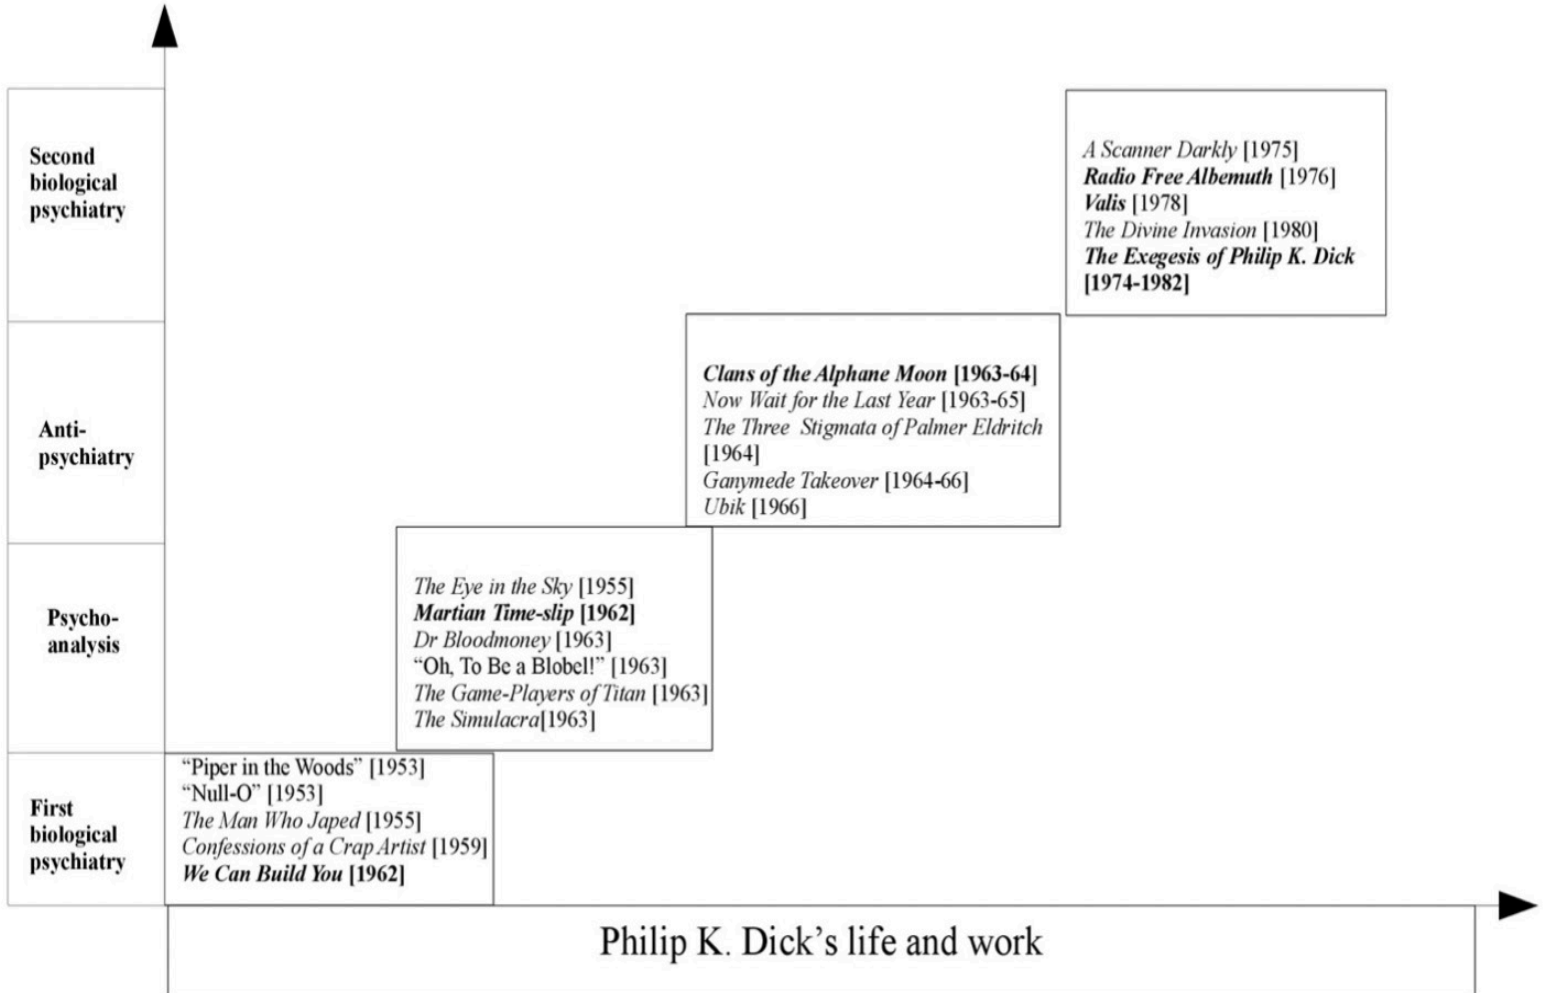 Second
biological
psychiatry
A Scanner Darkly [1975]
Radio Free Albemuth [1976]
Valis [1978]
The Divine Invasion [1980]
The Exegesis of Philip K. Dick
[1974-1982]
Anti-
psychiatry
Clans of the Alphane Moon [1963-64]
Now Wait for the Last Year [1963-65]
The Three Stigmata of Palmer Eldritch
[1964]
Ganymede Takeover [1964-66]
Ubik [1966]
Psycho-
analysis
The Eye in the Sky [1955]
Martian Time-slip [1962]
Dr Bloodmoney [1963]
“Oh, To Be a Blobel!” [1963]
The Game-Players of Titan [1963]
The Simulacra[1963]
First
biological
psychiatry
“Piper in the Woods” [1953]
“Null-O” [1953]
The Man Who Japed [1955]
Confessions of a Crap Artist [1959]
We Can Build You [1962]
Philip K. Dick’s life and work